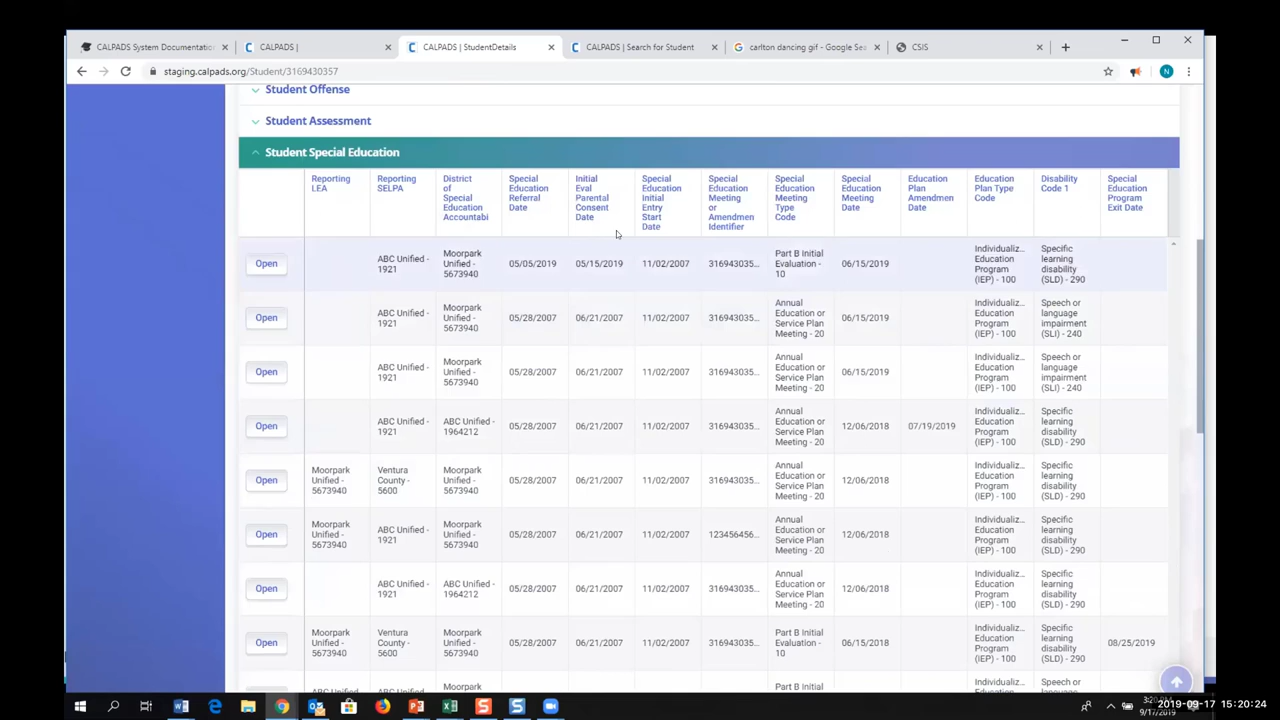 CALPADS System Documentatio
CALPADS |
CALPADS | StudentDetails
CALPADS | Search for Student
carlton dancing gif - Google Sea
CSIS
staging.calpads.org/Student/3169430357
N
Student Offense
Student Assessment
Student Special Education
Reporting LEA
Reporting SELPA
District of Special Education Accountabi
Special Education Referral Date
Initial Eval Parental Consent Date
Special Education Initial Entry Start Date
Special Education Meeting or Amendmen Identifier
Special Education Meeting Type Code
Special Education Meeting Date
Education Plan Amendmen Date
Education Plan Type Code
Disability Code 1
Special Education Program Exit Date
Open
ABC Unified - 1921
Moorpark Unified - 5673940
05/05/2019
05/15/2019
11/02/2007
316943035...
Part B Initial Evaluation - 10
06/15/2019
Individualiz... Education Program (IEP) - 100
Specific learning disability (SLD) - 290
Open
ABC Unified - 1921
Moorpark Unified - 5673940
05/28/2007
06/21/2007
11/02/2007
316943035...
Annual Education or Service Plan Meeting - 20
06/15/2019
Individualiz... Education Program (IEP) - 100
Speech or language impairment (SLI) - 240
Open
ABC Unified - 1921
Moorpark Unified - 5673940
05/28/2007
06/21/2007
11/02/2007
316943035...
Annual Education or Service Plan Meeting - 20
06/15/2019
Individualiz... Education Program (IEP) - 100
Speech or language impairment (SLI) - 240
Open
ABC Unified - 1921
ABC Unified - 1964212
05/28/2007
06/21/2007
11/02/2007
316943035...
Annual Education or Service Plan Meeting - 20
12/06/2018
07/19/2019
Individualiz... Education Program (IEP) - 100
Specific learning disability (SLD) - 290
Open
Moorpark Unified - 5673940
Ventura County - 5600
Moorpark Unified - 5673940
05/28/2007
06/21/2007
11/02/2007
316943035...
Annual Education or Service Plan Meeting - 20
12/06/2018
Individualiz... Education Program (IEP) - 100
Specific learning disability (SLD) - 290
Open
Moorpark Unified - 5673940
ABC Unified - 1921
Moorpark Unified - 5673940
05/28/2007
06/21/2007
11/02/2007
123456456...
Annual Education or Service Plan Meeting - 20
12/06/2018
Individualiz... Education Program (IEP) - 100
Specific learning disability (SLD) - 290
Open
ABC Unified - 1921
ABC Unified - 1964212
05/28/2007
06/21/2007
11/02/2007
316943035...
Annual Education or Service Plan Meeting - 20
12/06/2018
Individualiz... Education Program (IEP) - 100
Specific learning disability (SLD) - 290
Open
Moorpark Unified - 5673940
Ventura County - 5600
Moorpark Unified - 5673940
05/28/2007
06/21/2007
11/02/2007
316943035...
Part B Initial Evaluation - 10
06/15/2018
Individualiz... Education Program (IEP) - 100
Specific learning disability (SLD) - 290
08/25/2019
ABC Unified
Moorpark
Part B Initial
Individualiz...
Specific
9/17/2019
2019-09-17 15:20:24